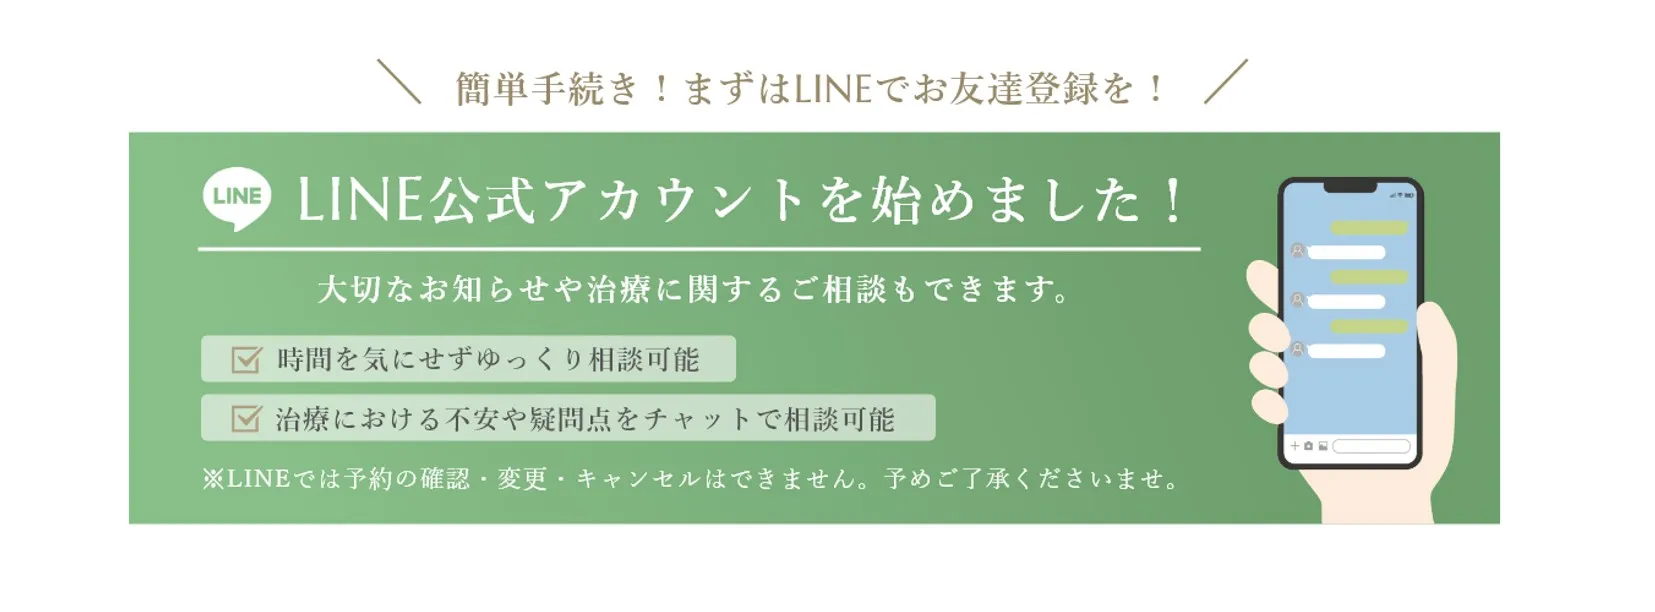 簡単手続き！まずはLINEでお友達登録を！
LINE LINE公式アカウントを始めました！
大切なお知らせや治療に関するご相談もできます。
時間を気にせずゆっくり相談可能
治療における不安や疑問点をチャットで相談可能
※LINEでは予約の確認・変更・キャンセルはできません。予めご了承くださいませ。